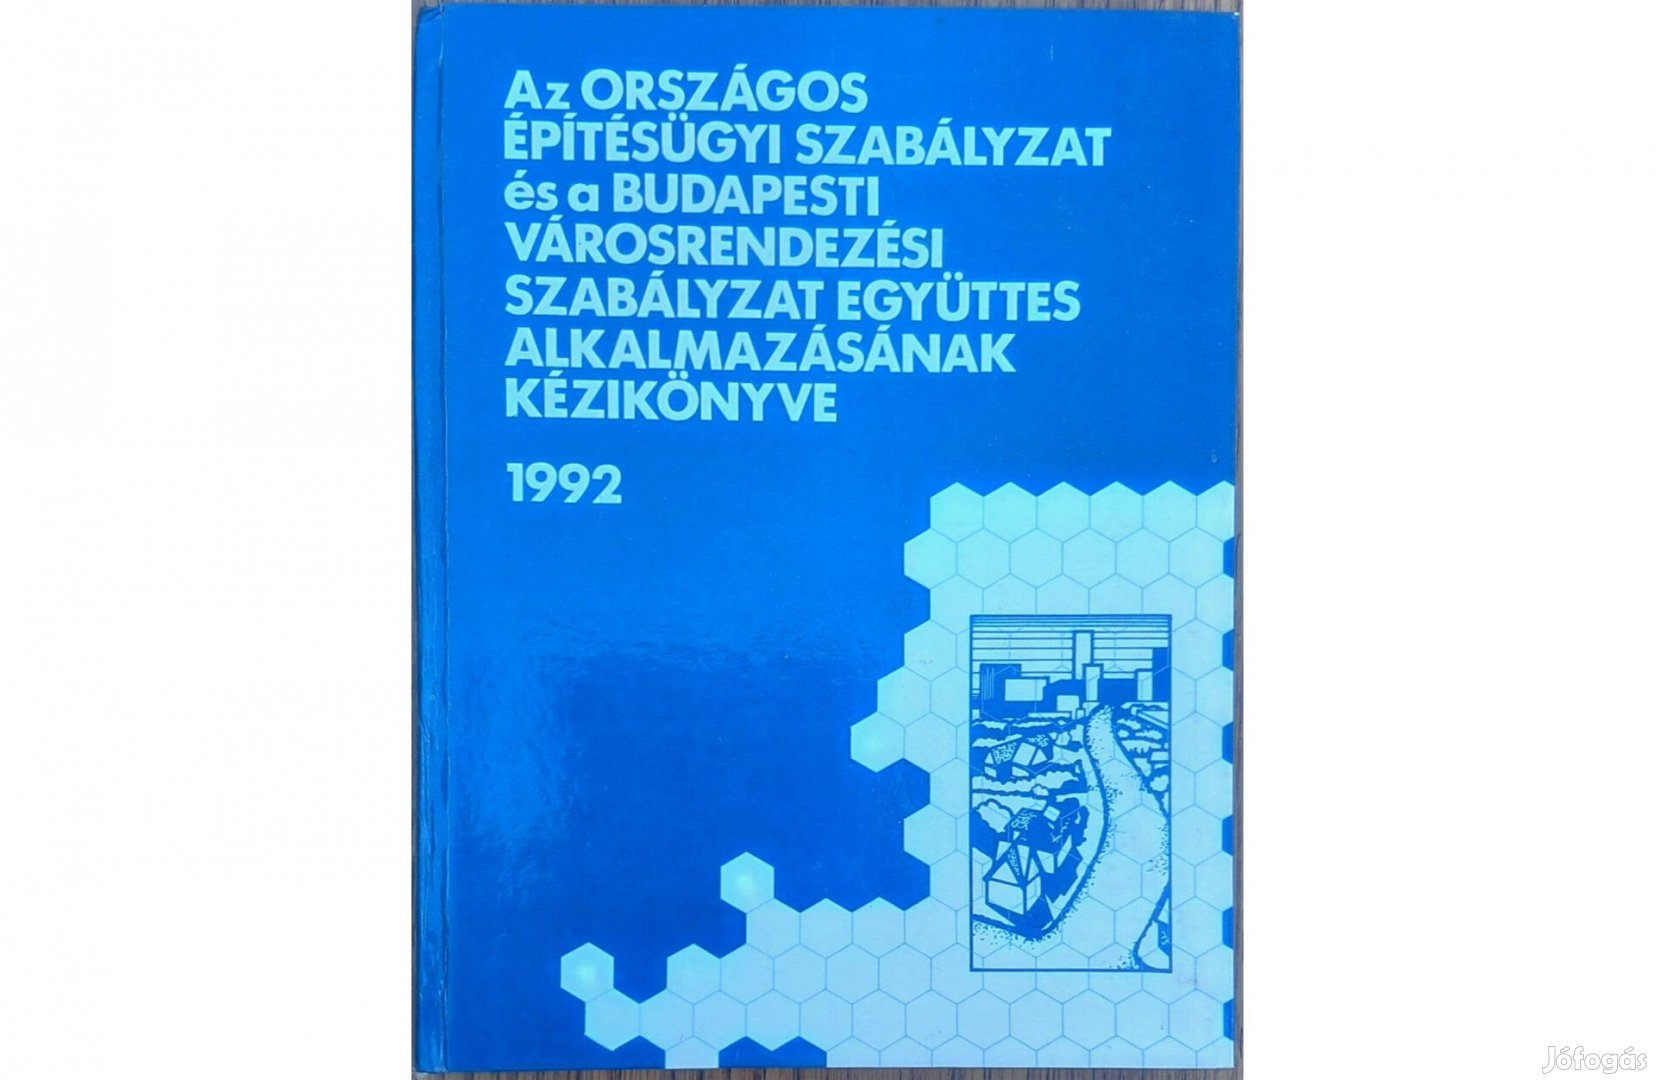 Az ORSZÁGOS
ÉPÍTÉSÜGYI SZABÁLYZAT
és a BUDAPESTI
VÁROSRENDEZÉSI
SZABÁLYZAT EGYÜTTES
ALKALMAZÁSÁNAK
KÉZIKÖNYVE
1992
Jófogás